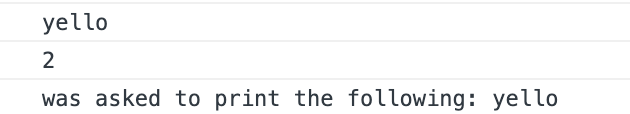 yello
2
was asked to print the following: yello